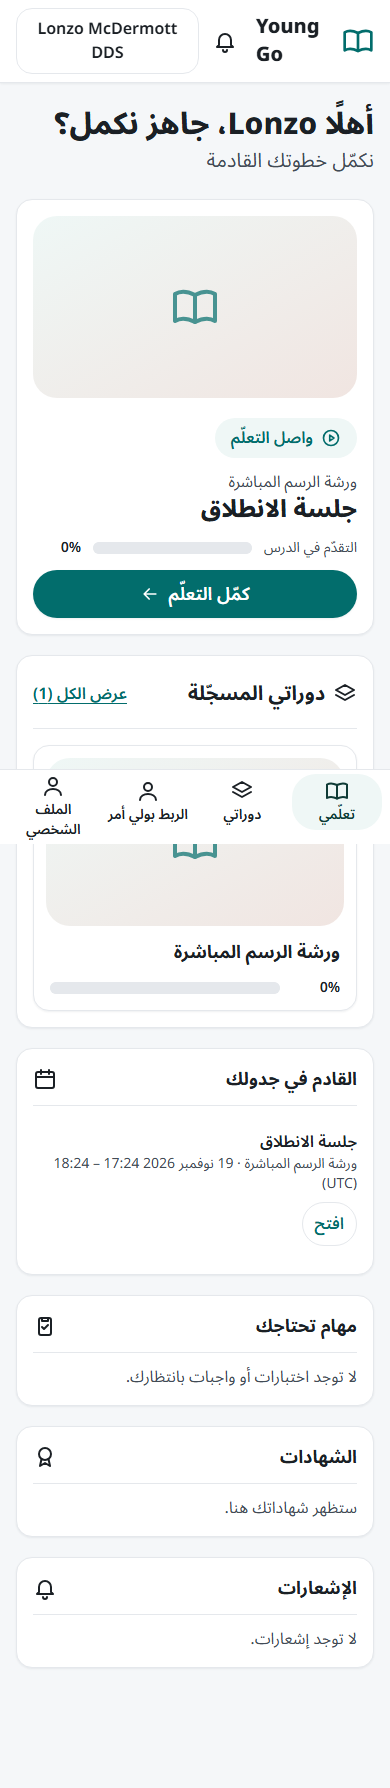 Young
Go
Lonzo McDermott
DDS
أهلًا Lonzo، جاهز نكمل؟
نكمّل خطوتك القادمة
واصل التعلّم
ورشة الرسم المباشرة
جلسة الانطلاق
التقدّم في الدرس
0%
كمّل التعلّم ←
دوراتي المسجّلة
عرض الكل (1)
تعلّمي
دوراتي
الربط بولي أمر
الملف
الشخصي
ورشة الرسم المباشرة
0%
القادم في جدولك
جلسة الانطلاق
ورشة الرسم المباشرة · 19 نوفمبر 2026 17:24 – 18:24
(UTC)
افتح
مهام تحتاجك
لا توجد اختبارات أو واجبات بانتظارك.
الشهادات
ستظهر شهاداتك هنا.
الإشعارات
لا توجد إشعارات.